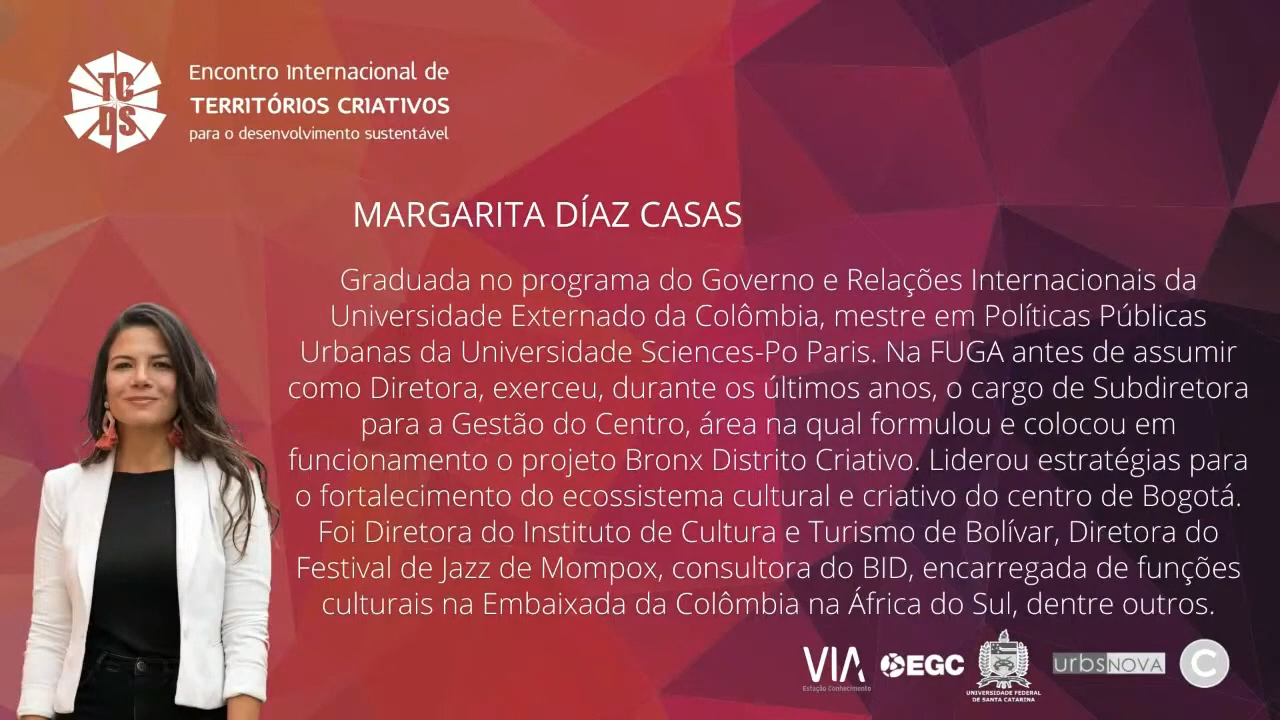 TC
DS
Encontro Internacional de
TERRITÓRIOS CRIATIVOS
para o desenvolvimento sustentável
MARGARITA DÍAZ CASAS
Graduada no programa do Governo e Relações Internacionais da
Universidade Externado da Colômbia, mestre em Políticas Públicas
Urbanas da Universidade Sciences-Po Paris. Na FUGA antes de assumir
como Diretora, exerceu, durante os últimos anos, o cargo de Subdiretora
para a Gestão do Centro, área na qual formulou e colocou em
funcionamento o projeto Bronx Distrito Criativo. Liderou estratégias para
o fortalecimento do ecossistema cultural e criativo do centro de Bogotá.
Foi Diretora do Instituto de Cultura e Turismo de Bolívar, Diretora do
Festival de Jazz de Mompox, consultora do BID, encarregada de funções
culturais na Embaixada da Colômbia na África do Sul, dentre outros.
VIA
Estação Conhecimento
EGC
UNIVERSIDADE FEDERAL
DE SANTA CATARINA
urbsNOVA
C